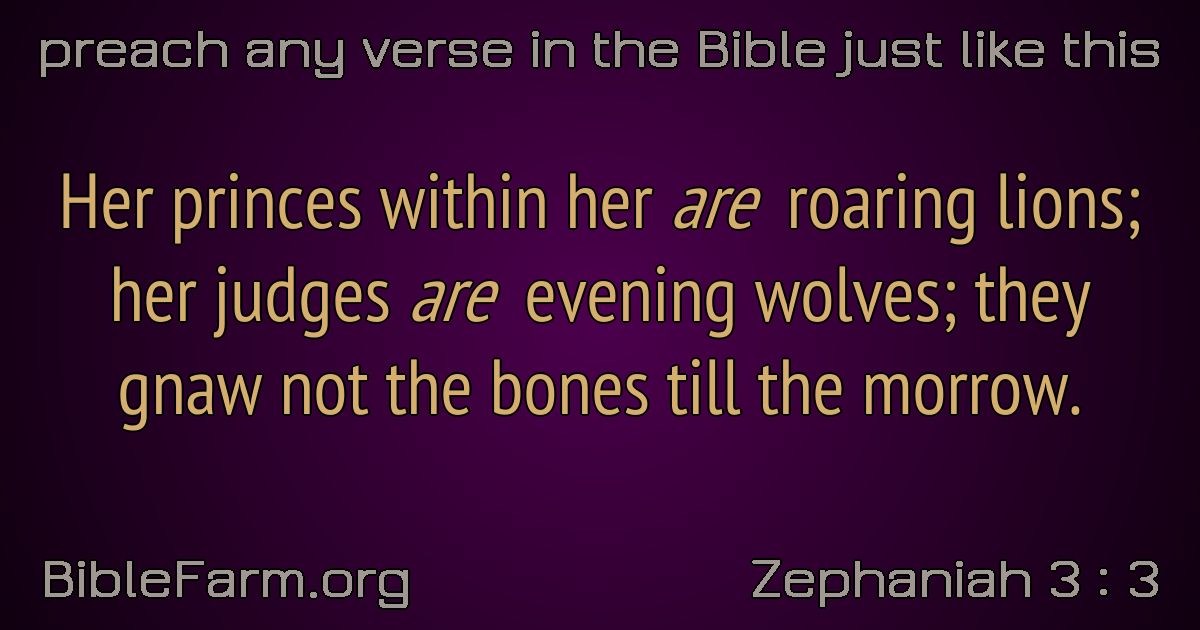 preach any verse in the Bible just like this
Her princes within her are roaring lions;
her judges are evening wolves; they
gnaw not the bones till the morrow.
BibleFarm.org
Zephaniah 3 : 3